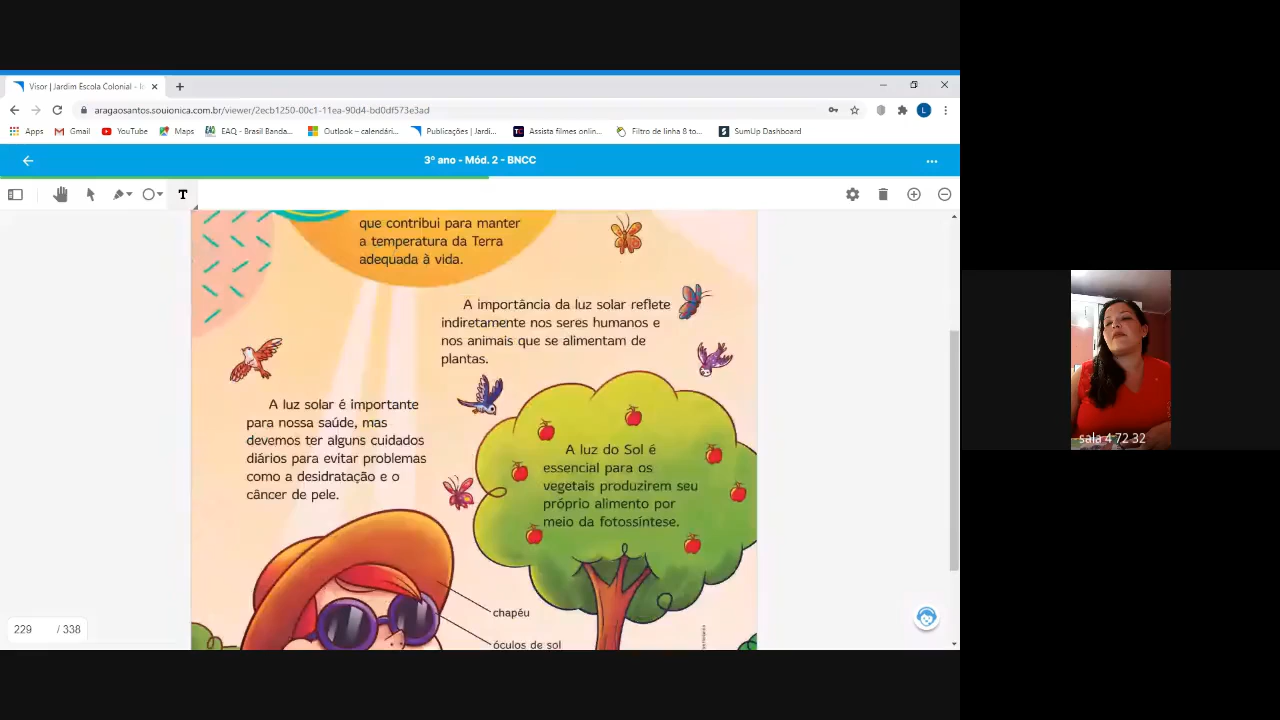 Visor | Jardim Escola Colonial - I
aragaosantos.souionica.com.br/viewer/2ecb1250-00c1-11ea-90d4-bd0df573e3ad
Apps Gmail YouTube Maps EAQ - Brasil Banda... Outlook – calendári... Publicações | Jardi... Assista filmes onlin... Filtro de linha 8 to... SumUp Dashboard
3º ano - Mód. 2 - BNCC
T
que contribui para manter
a temperatura da Terra
adequada à vida.
A importância da luz solar reflete
indiretamente nos seres humanos e
nos animais que se alimentam de
plantas.
A luz solar é importante
para nossa saúde, mas
devemos ter alguns cuidados
diários para evitar problemas
como a desidratação e o
câncer de pele.
A luz do Sol é
essencial para os
vegetais produzirem seu
próprio alimento por
meio da fotossíntese.
chapéu
óculos de sol
229 / 338
sala 4 72 32